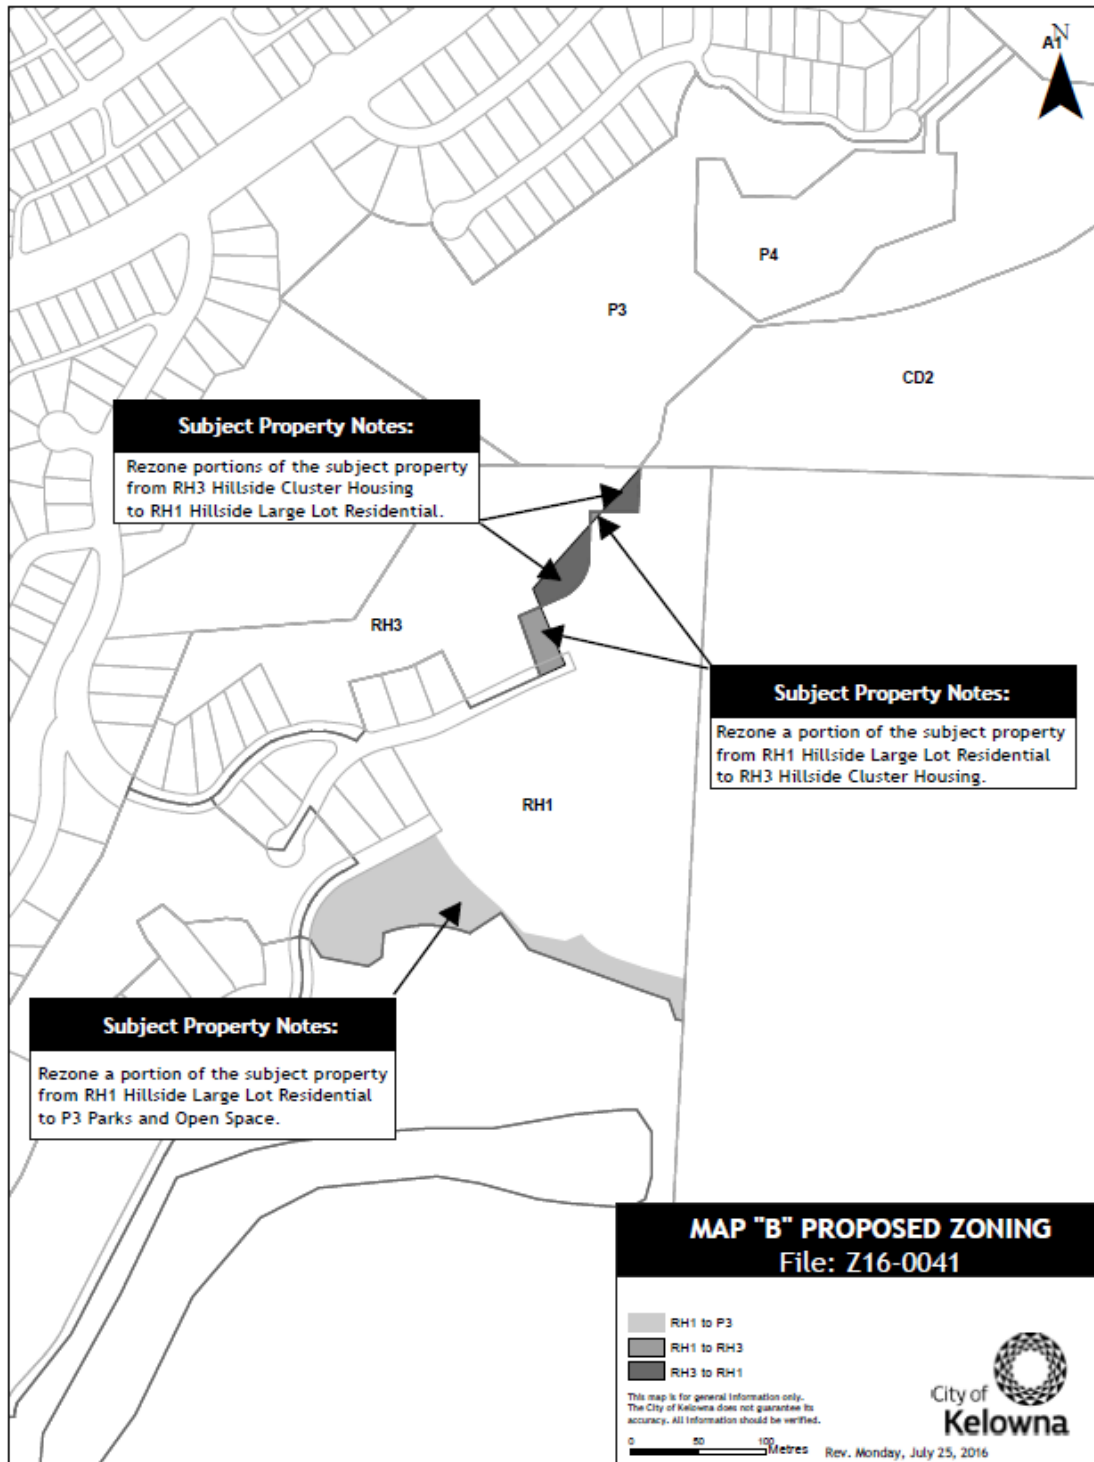 N
A1
P4
P3
CD2
Subject Property Notes:
Rezone portions of the subject property
from RH3 Hillside Cluster Housing
to RH1 Hillside Large Lot Residential.
RH3
Subject Property Notes:
Rezone a portion of the subject property
from RH1 Hillside Large Lot Residential
to RH3 Hillside Cluster Housing.
RH1
Subject Property Notes:
Rezone a portion of the subject property
from RH1 Hillside Large Lot Residential
to P3 Parks and Open Space.
MAP "B" PROPOSED ZONING
File: Z16-0041
RH1 to P3
RH1 to RH3
RH3 to RH1
This map is for general information only.
The City of Kelowna does not guarantee its
accuracy. All information should be verified.
0 50 100 Metres
Rev. Monday, July 25, 2016
City of
Kelowna